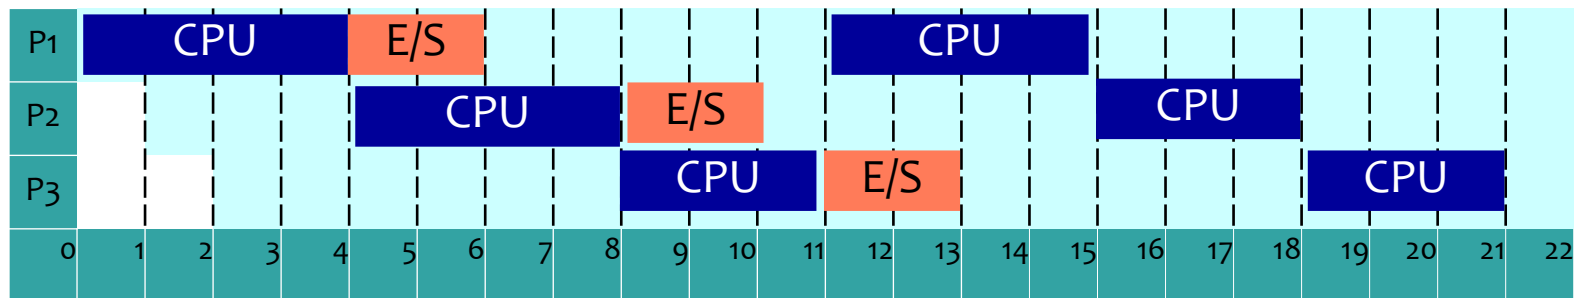 P1 CPU E/S CPU
P2 CPU E/S CPU
P3 CPU E/S CPU
0 1 2 3 4 5 6 7 8 9 10 11 12 13 14 15 16 17 18 19 20 21 22